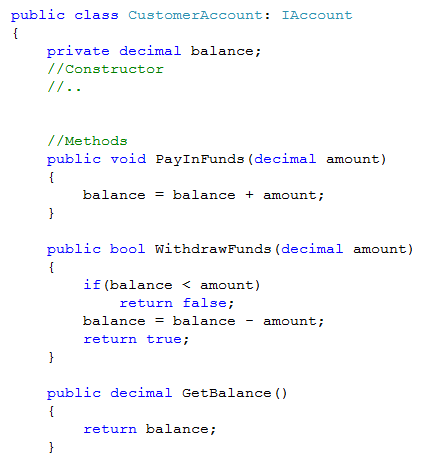 public class CustomerAccount: IAccount
{
    private decimal balance;
    //Constructor
    //..
    //Methods
    public void PayInFunds(decimal amount)
    {
        balance = balance + amount;
    }
    public bool WithdrawFunds(decimal amount)
    {
        if(balance < amount)
            return false;
        balance = balance - amount;
        return true;
    }
    public decimal GetBalance()
    {
        return balance;
    }